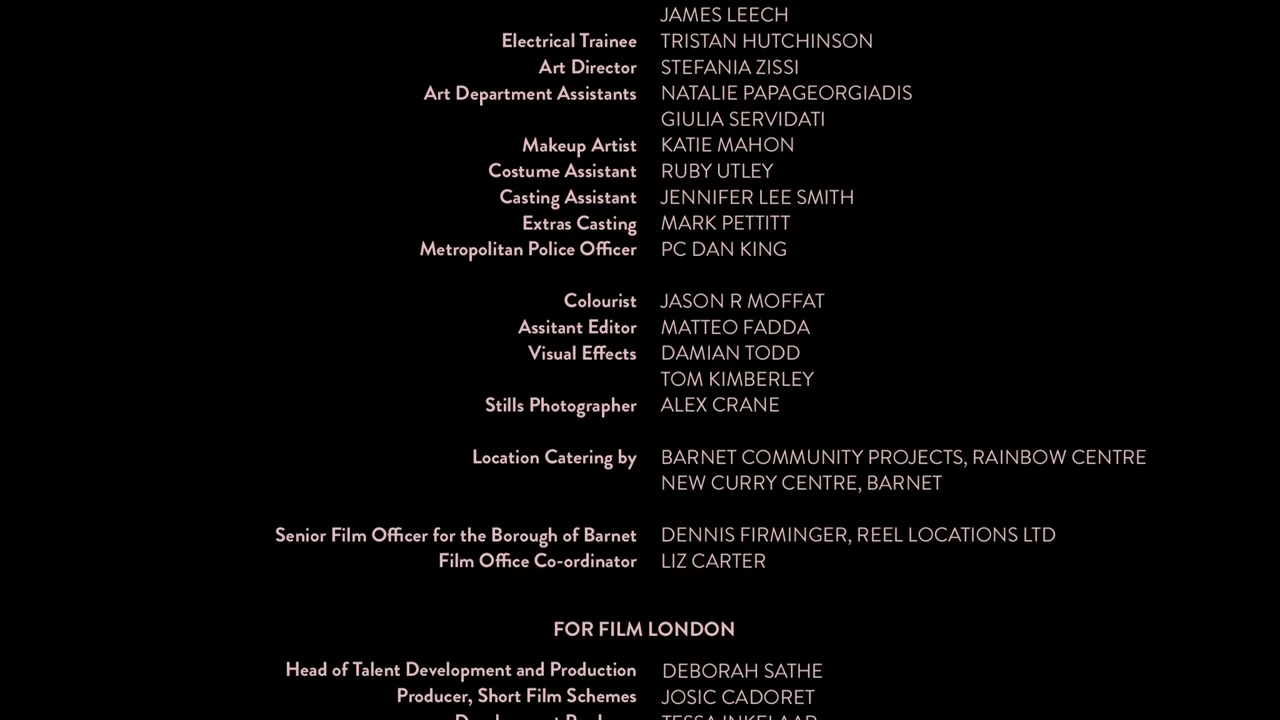 JAMES LEECH
Electrical Trainee TRISTAN HUTCHINSON
Art Director STEFANIA ZISSI
Art Department Assistants NATALIE PAPAGEORGIADIS
GIULIA SERVIDATI
Makeup Artist KATIE MAHON
Costume Assistant RUBY UTLEY
Casting Assistant JENNIFER LEE SMITH
Extras Casting MARK PETTITT
Metropolitan Police Officer PC DAN KING
Colourist JASON R MOFFAT
Assitant Editor MATTEO FADDA
Visual Effects DAMIAN TODD
TOM KIMBERLEY
Stills Photographer ALEX CRANE
Location Catering by BARNET COMMUNITY PROJECTS, RAINBOW CENTRE
NEW CURRY CENTRE, BARNET
Senior Film Officer for the Borough of Barnet DENNIS FIRMINGER, REEL LOCATIONS LTD
Film Office Co-ordinator LIZ CARTER
FOR FILM LONDON
Head of Talent Development and Production DEBORAH SATHE
Producer, Short Film Schemes JOSIC CADORET